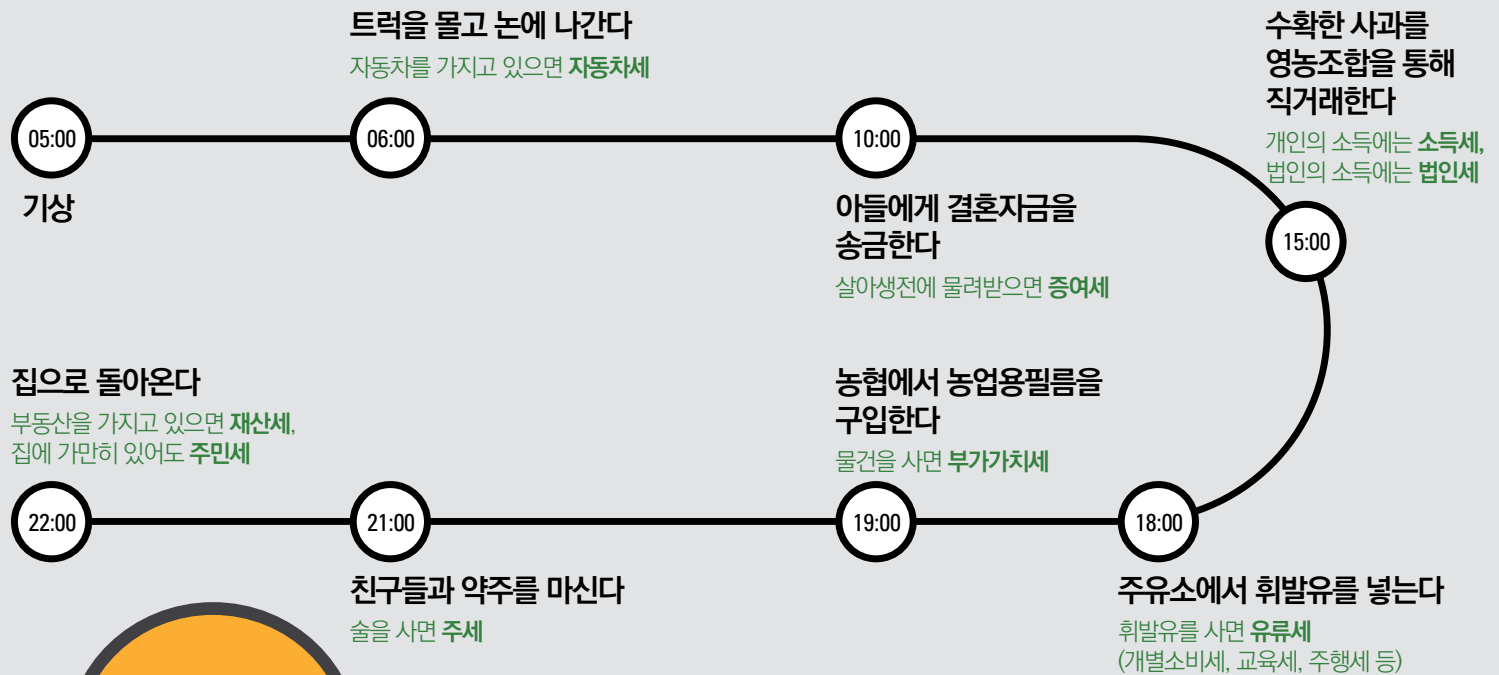 05:00
기상
트럭을 몰고 논에 나간다
자동차를 가지고 있으면 자동차세
06:00
10:00
아들에게 결혼자금을
송금한다
살아생전에 물려받으면 증여세
수확한 사과를
영농조합을 통해
직거래한다
개인의 소득에는 소득세,
법인의 소득에는 법인세
15:00
18:00
주유소에서 휘발유를 넣는다
휘발유를 사면 유류세
(개별소비세, 교육세, 주행세 등)
농협에서 농업용필름을
구입한다
물건을 사면 부가가치세
19:00
21:00
친구들과 약주를 마신다
술을 사면 주세
집으로 돌아온다
부동산을 가지고 있으면 재산세,
집에 가만히 있어도 주민세
22:00